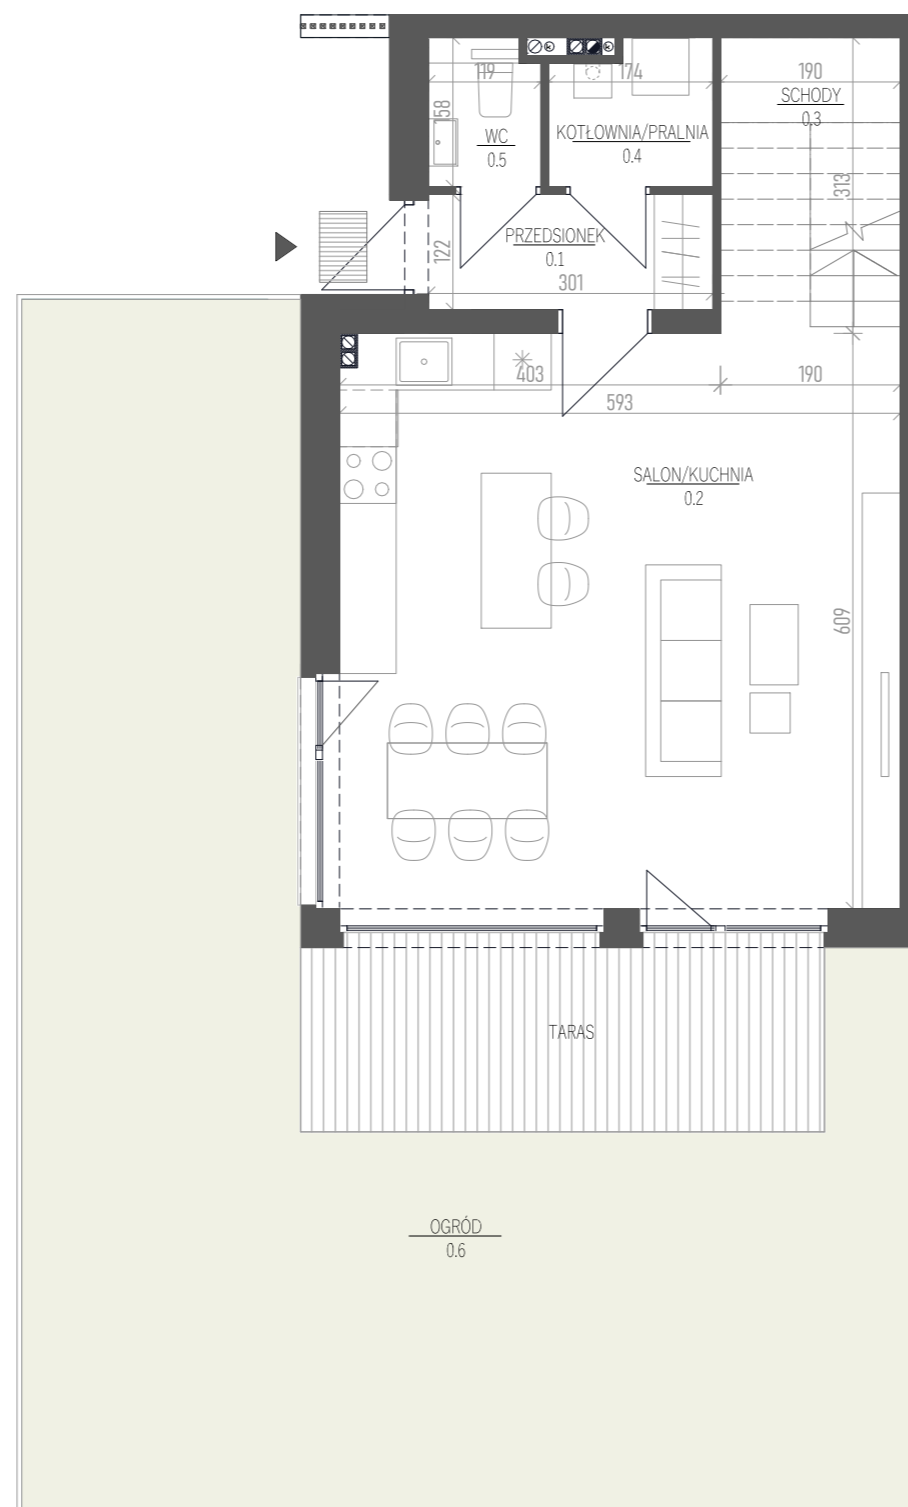 119
174
190
SCHODY
0.3
58
WC
0.5
KOTŁOWNIA/PRALNIA
0.4
313
PRZEDSIONEK
0.1
122
301
403
190
593
SALON/KUCHNIA
0.2
609
TARAS
OGRÓD
0.6